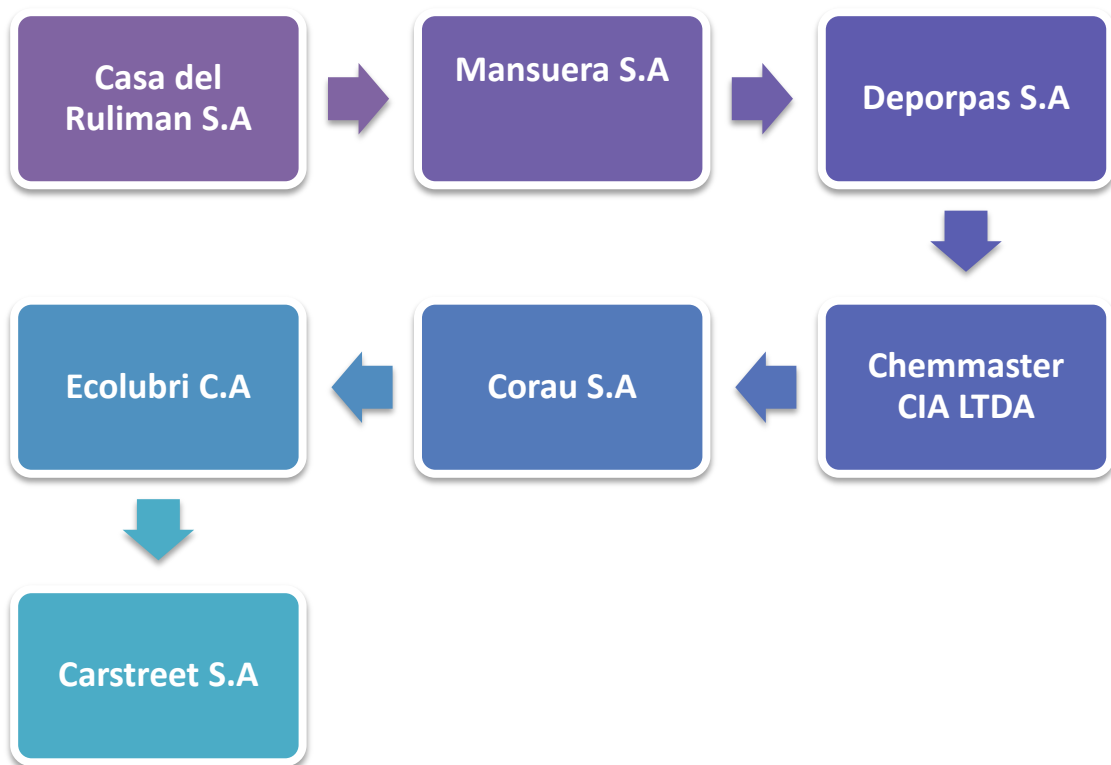 Casa del
Ruliman S.A
Mansuera S.A
Deporpas S.A
Chemmaster
CIA LTDA
Corau S.A
Ecolubri C.A
Carstreet S.A